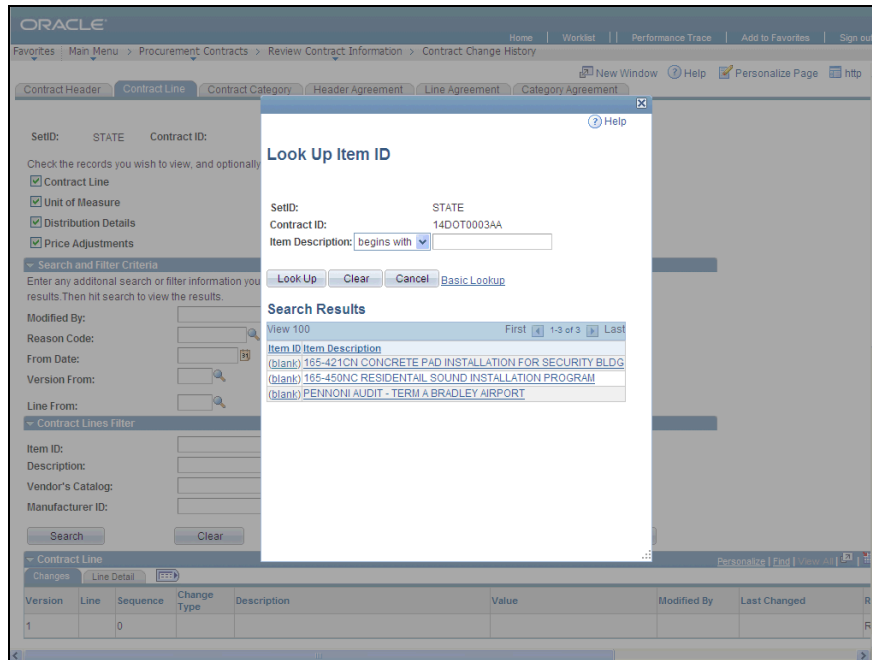 ORACLE
Home | Worklist | | Performance Trace | Add to Favorites | Sign out
Favorites Main Menu > Procurement Contracts > Review Contract Information > Contract Change History
New Window ? Help Personalize Page http
Contract Header Contract Line Contract Category Header Agreement Line Agreement Category Agreement
? Help
Look Up Item ID
SetID: STATE
Contract ID: 14DOT0003AA
Item Description: begins with
Look Up Clear Cancel Basic Lookup
Search Results
View 100 First 1-3 of 3 Last
Item ID Item Description
(blank) 165-421CN CONCRETE PAD INSTALLATION FOR SECURITY BLDG
(blank) 165-450NC RESIDENTAIL SOUND INSTALLATION PROGRAM
(blank) PENNONI AUDIT - TERM A BRADLEY AIRPORT
SetID: STATE Contract ID:
Check the records you wish to view, and optionally
Contract Line
Unit of Measure
Distribution Details
Price Adjustments
Search and Filter Criteria
Enter any additonal search or filter information you
results.Then hit search to view the results.
Modified By:
Reason Code:
From Date: 31
Version From:
Line From:
Contract Lines Filter
Item ID:
Description:
Vendor's Catalog:
Manufacturer ID:
Search Clear
Contract Line Personalize | Find | View All |
Changes Line Detail
Version Line Sequence Change Type Description Value Modified By Last Changed R
1 0 R